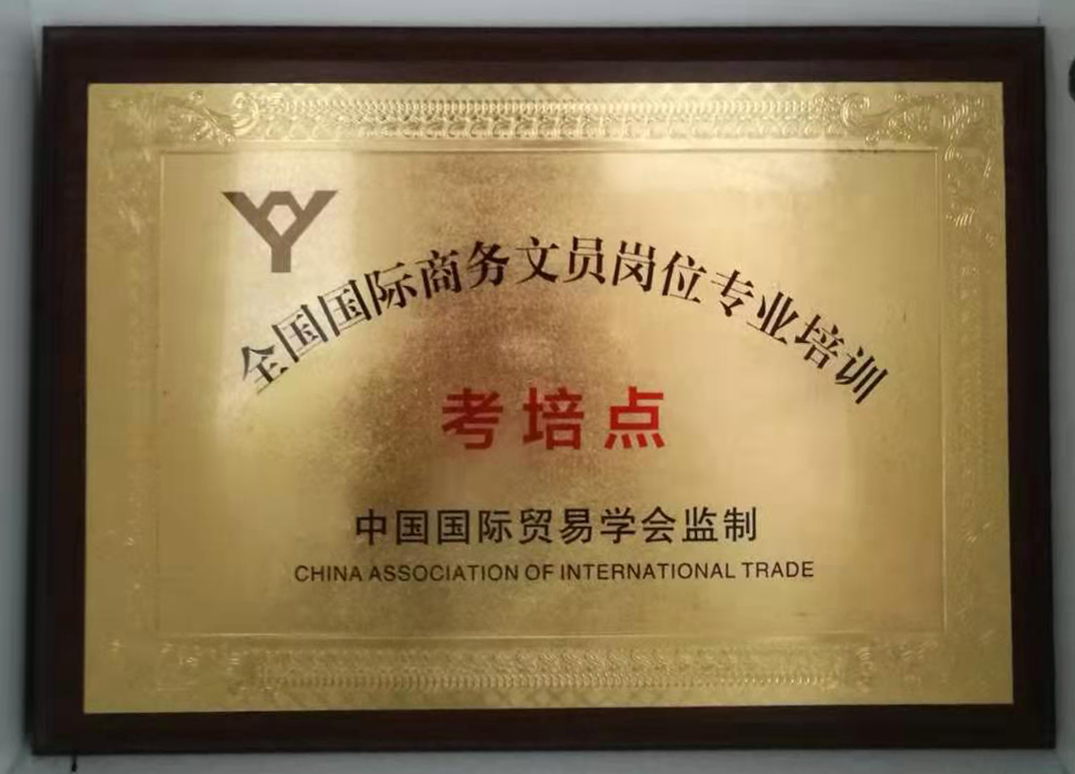 全国国际商务文员岗位专业培训
考培点
中国国际贸易学会监制
CHINA ASSOCIATION OF INTERNATIONAL TRADE